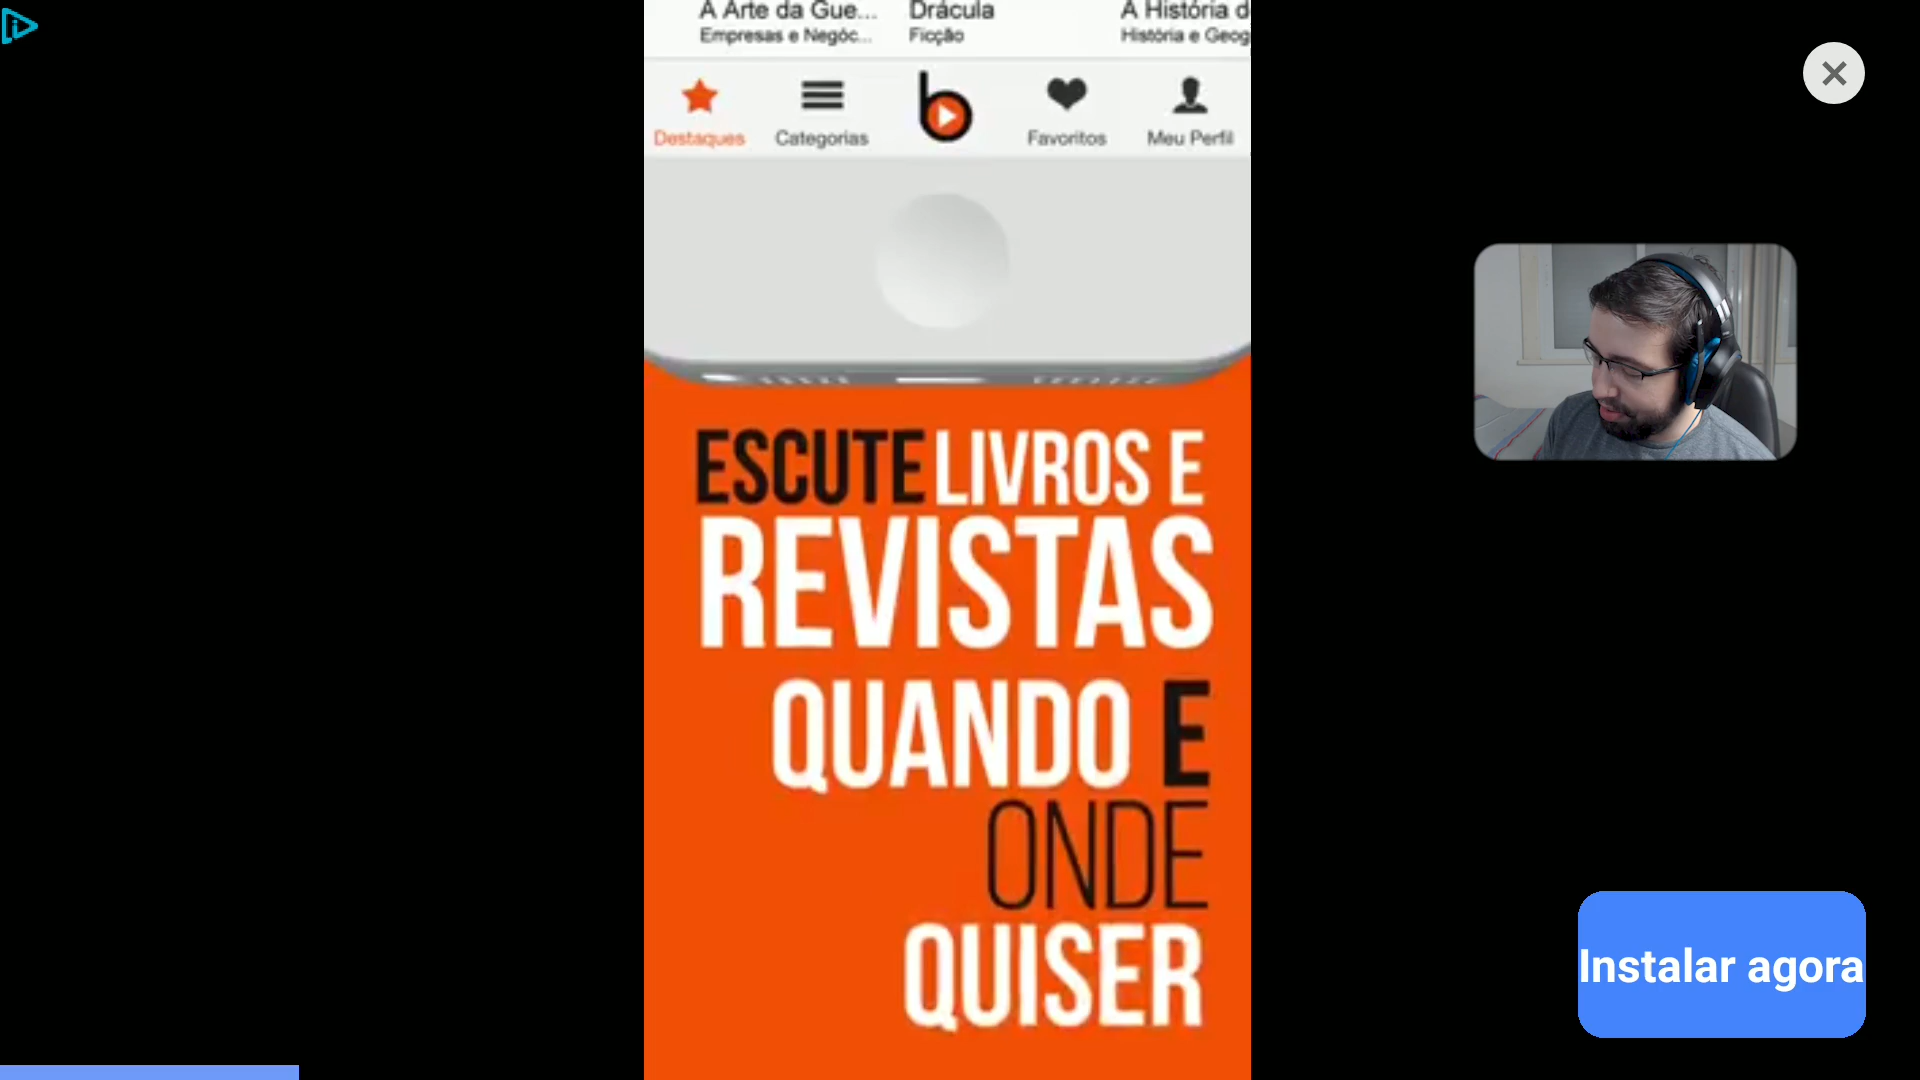 A Arte da Gue... Drácula A História d
Empresas e Negóc... Ficção História e Geog
Destaques Categorias Favoritos Meu Perfil
ESCUTE LIVROS E
REVISTAS
QUANDO E
ONDE
QUISER
Instalar agora